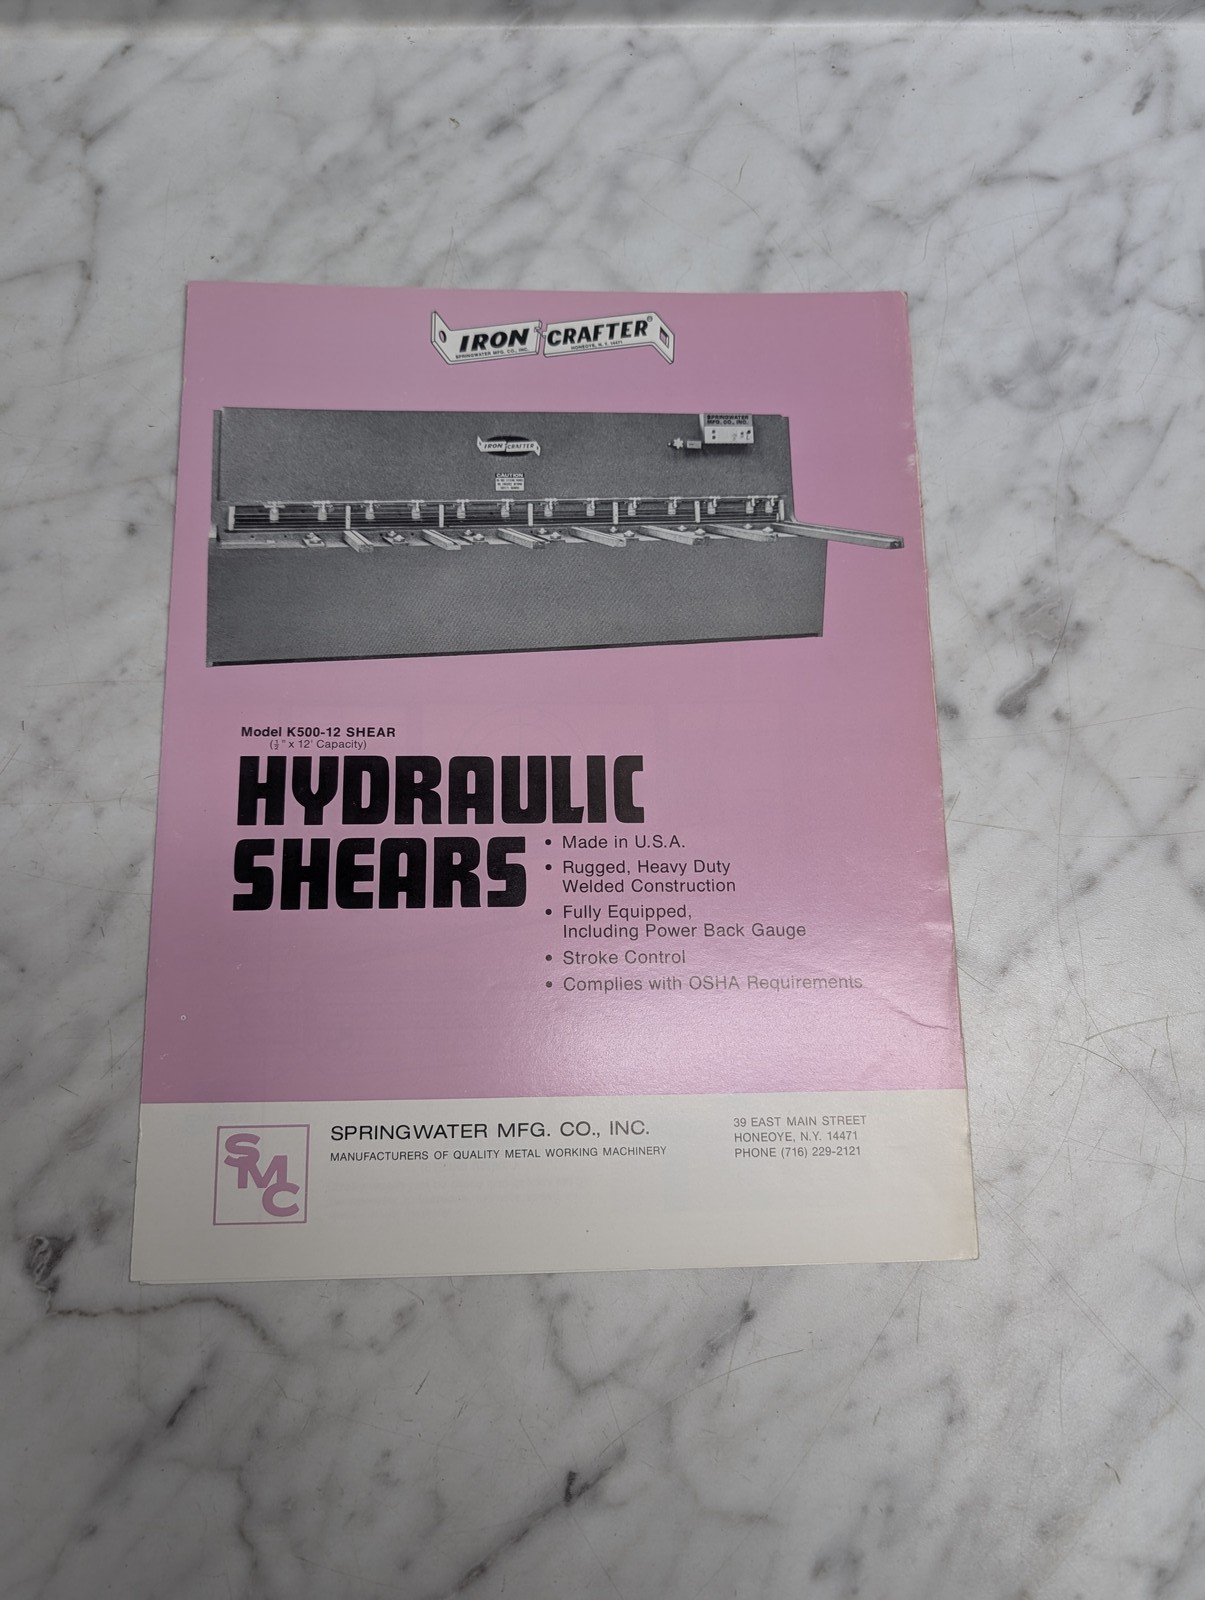 IRON CRAFTER®
SPRINGWATER MFG. CO., INC. HONEOYE, N.Y. 14471
SPRINGWATER
MFG. CO., INC.
IRON CRAFTER
CAUTION
Model K500-12 SHEAR
(½" x 12' Capacity)
HYDRAULIC
SHEARS
• Made in U.S.A.
• Rugged, Heavy Duty
Welded Construction
• Fully Equipped,
Including Power Back Gauge
• Stroke Control
• Complies with OSHA Requirements
SMC
SPRINGWATER MFG. CO., INC.
MANUFACTURERS OF QUALITY METAL WORKING MACHINERY
39 EAST MAIN STREET
HONEOYE, N.Y. 14471
PHONE (716) 229-2121